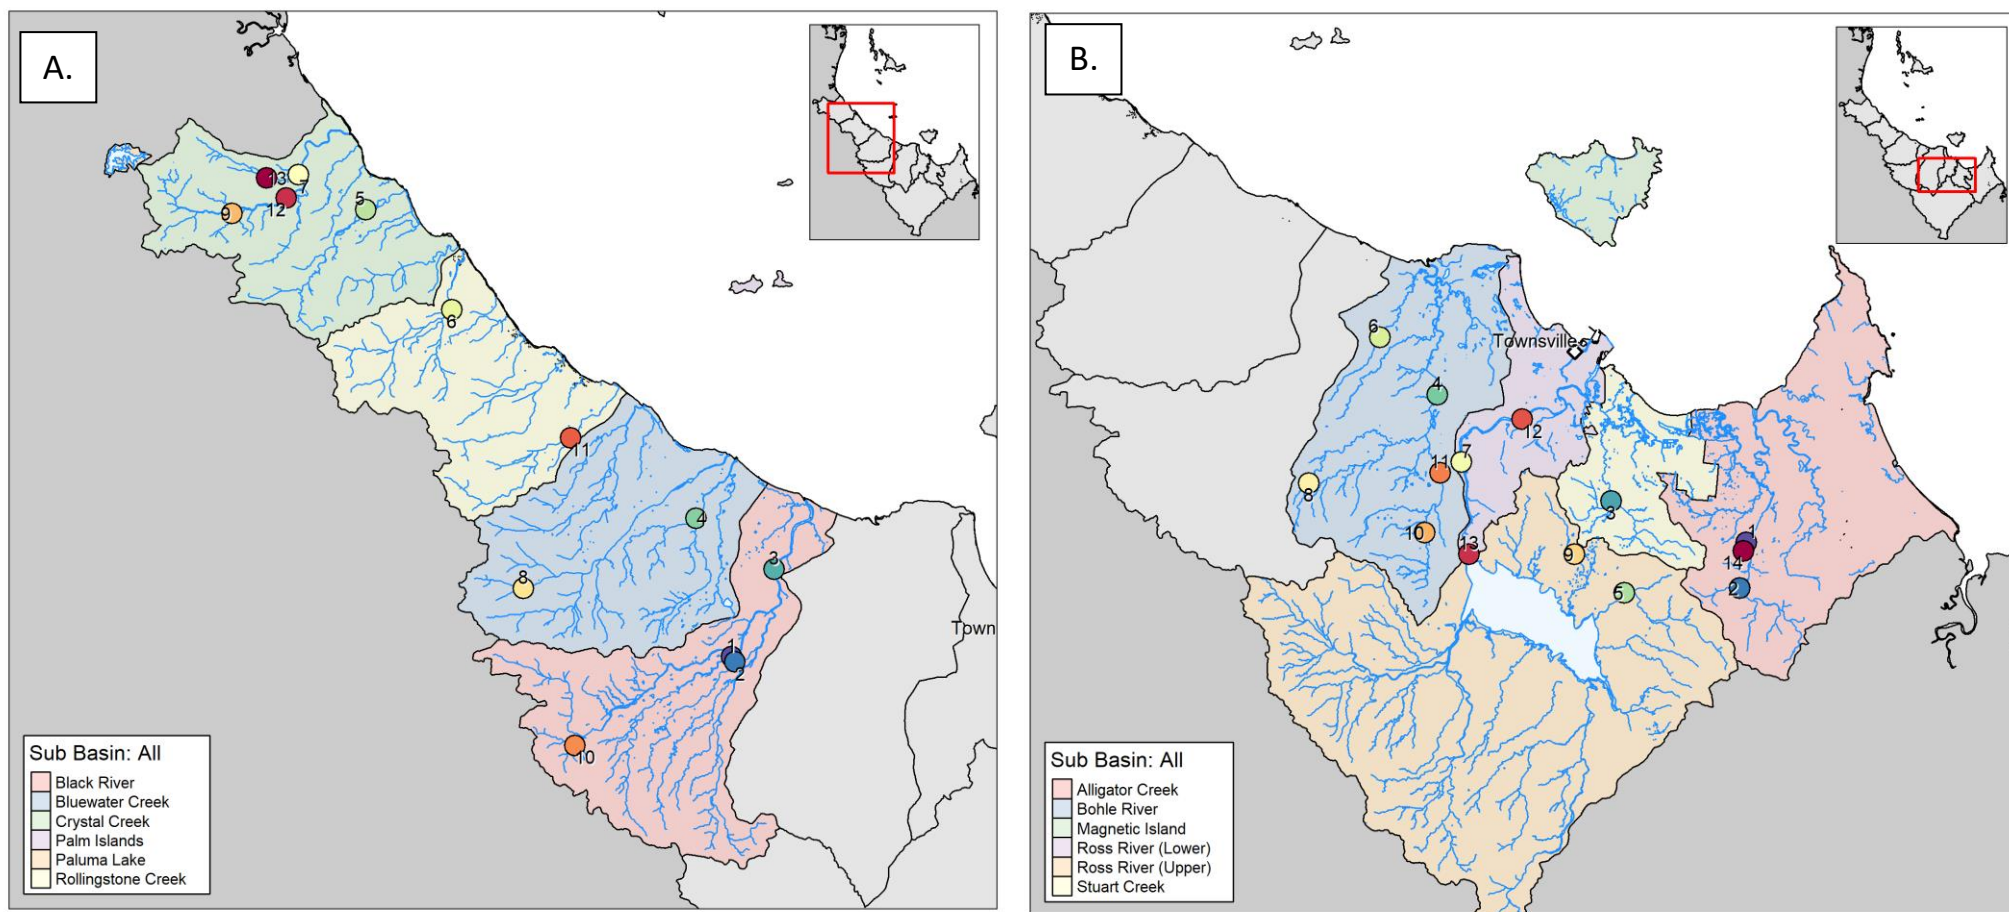 A.
13
7
12
9
5
6
11
4
3
8
1
2
10
Town
Sub Basin: All
Black River
Bluewater Creek
Crystal Creek
Palm Islands
Paluma Lake
Rollingstone Creek
B.
6
Townsville
4
12
7
11
8
3
10
13
9
1
14
5
2
Sub Basin: All
Alligator Creek
Bohle River
Magnetic Island
Ross River (Lower)
Ross River (Upper)
Stuart Creek